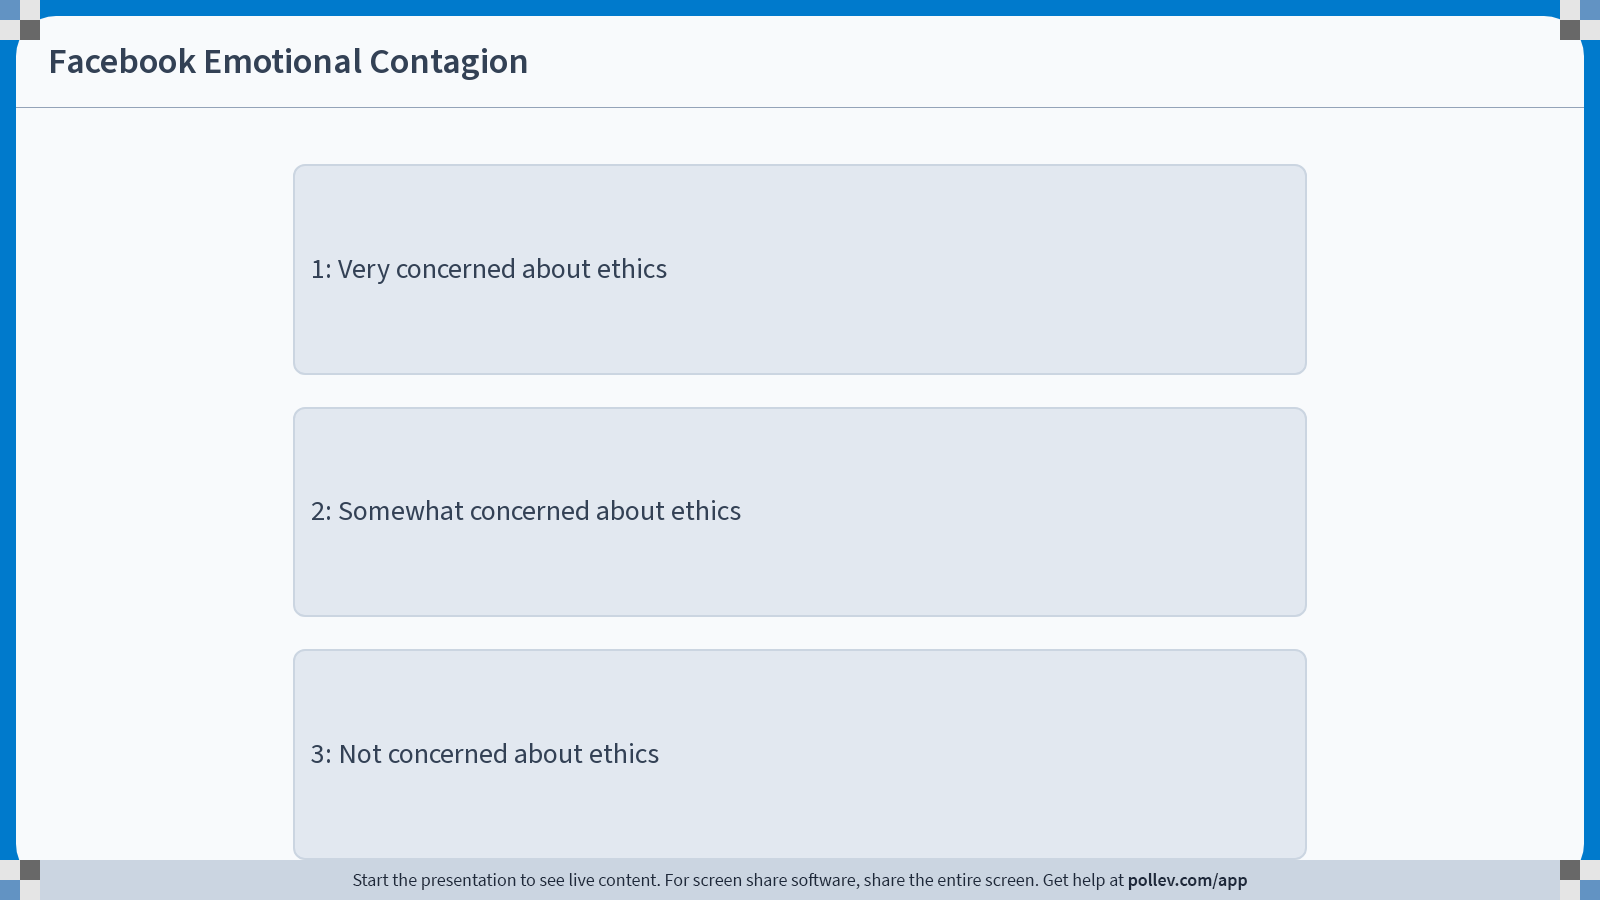 Facebook Emotional Contagion
1: Very concerned about ethics
2: Somewhat concerned about ethics
3: Not concerned about ethics
Start the presentation to see live content. For screen share software, share the entire screen. Get help at pollev.com/app